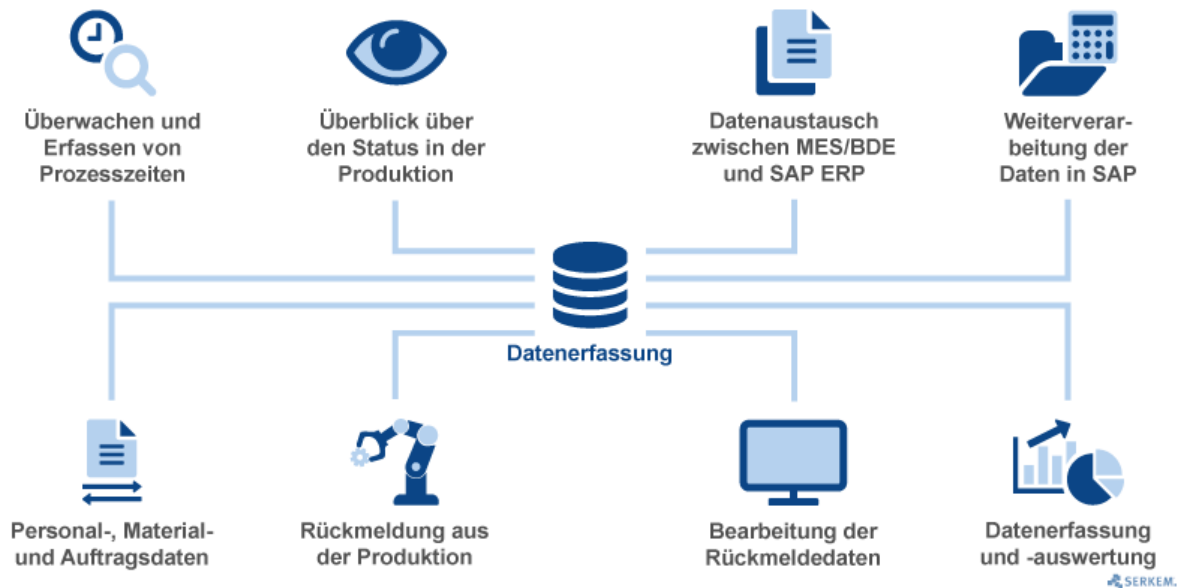 Überwachen und
Erfassen von
Prozesszeiten
Überblick über
den Status in der
Produktion
Datenaustausch
zwischen MES/BDE
und SAP ERP
Weiterverar-
beitung der
Daten in SAP
Datenerfassung
Personal-, Material-
und Auftragsdaten
Rückmeldung aus
der Produktion
Bearbeitung der
Rückmeldedaten
Datenerfassung
und -auswertung
SERKEM.